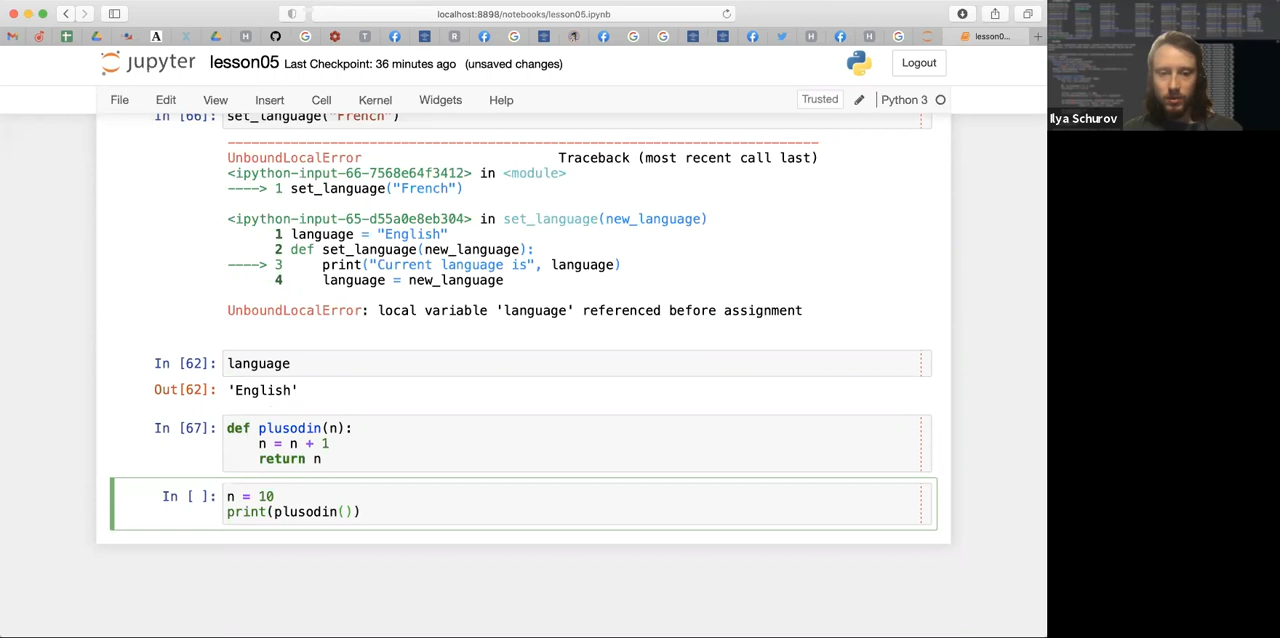 localhost:8898/notebooks/lesson05.ipynb
lesson0...
jupyter lesson05 Last Checkpoint: 36 minutes ago (unsaved changes)
Logout
File Edit View Insert Cell Kernel Widgets Help
Trusted Python 3
Ilya Schurov
In [66]: set_language("French")
UnboundLocalError Traceback (most recent call last)
<ipython-input-66-7568e64f3412> in <module>
----> 1 set_language("French")
<ipython-input-65-d55a0e8eb304> in set_language(new_language)
1 language = "English"
2 def set_language(new_language):
----> 3 print("Current language is", language)
4 language = new_language
UnboundLocalError: local variable 'language' referenced before assignment
In [62]: language
Out[62]: 'English'
In [67]: def plusodin(n):
n = n + 1
return n
In [ ]: n = 10
print(plusodin())